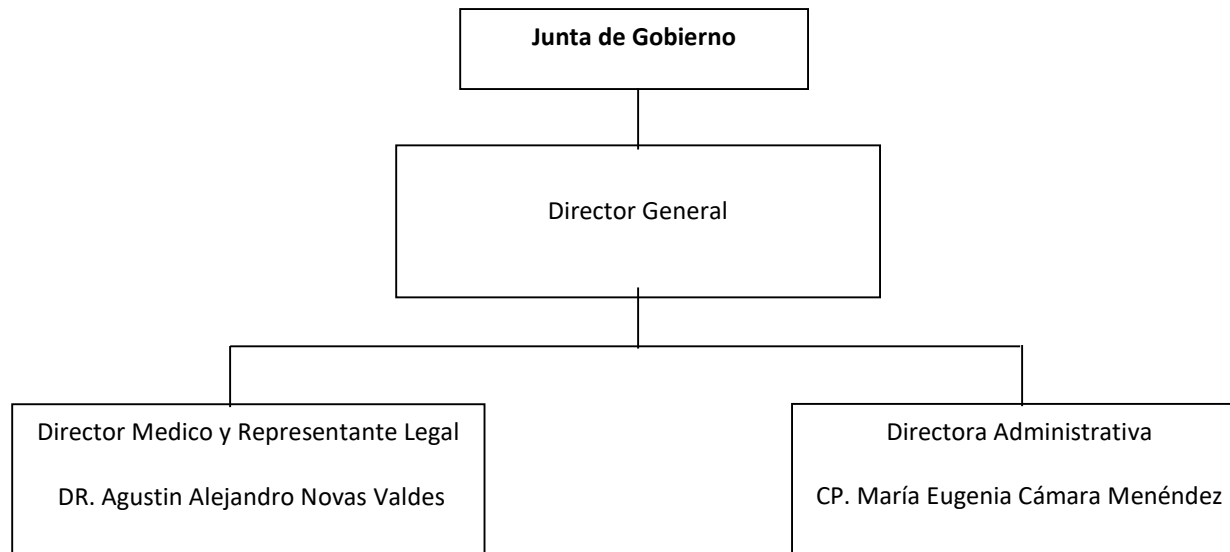 Junta de Gobierno
Director General
Director Medico y Representante Legal
DR. Agustin Alejandro Novas Valdes
Directora Administrativa
CP. María Eugenia Cámara Menéndez